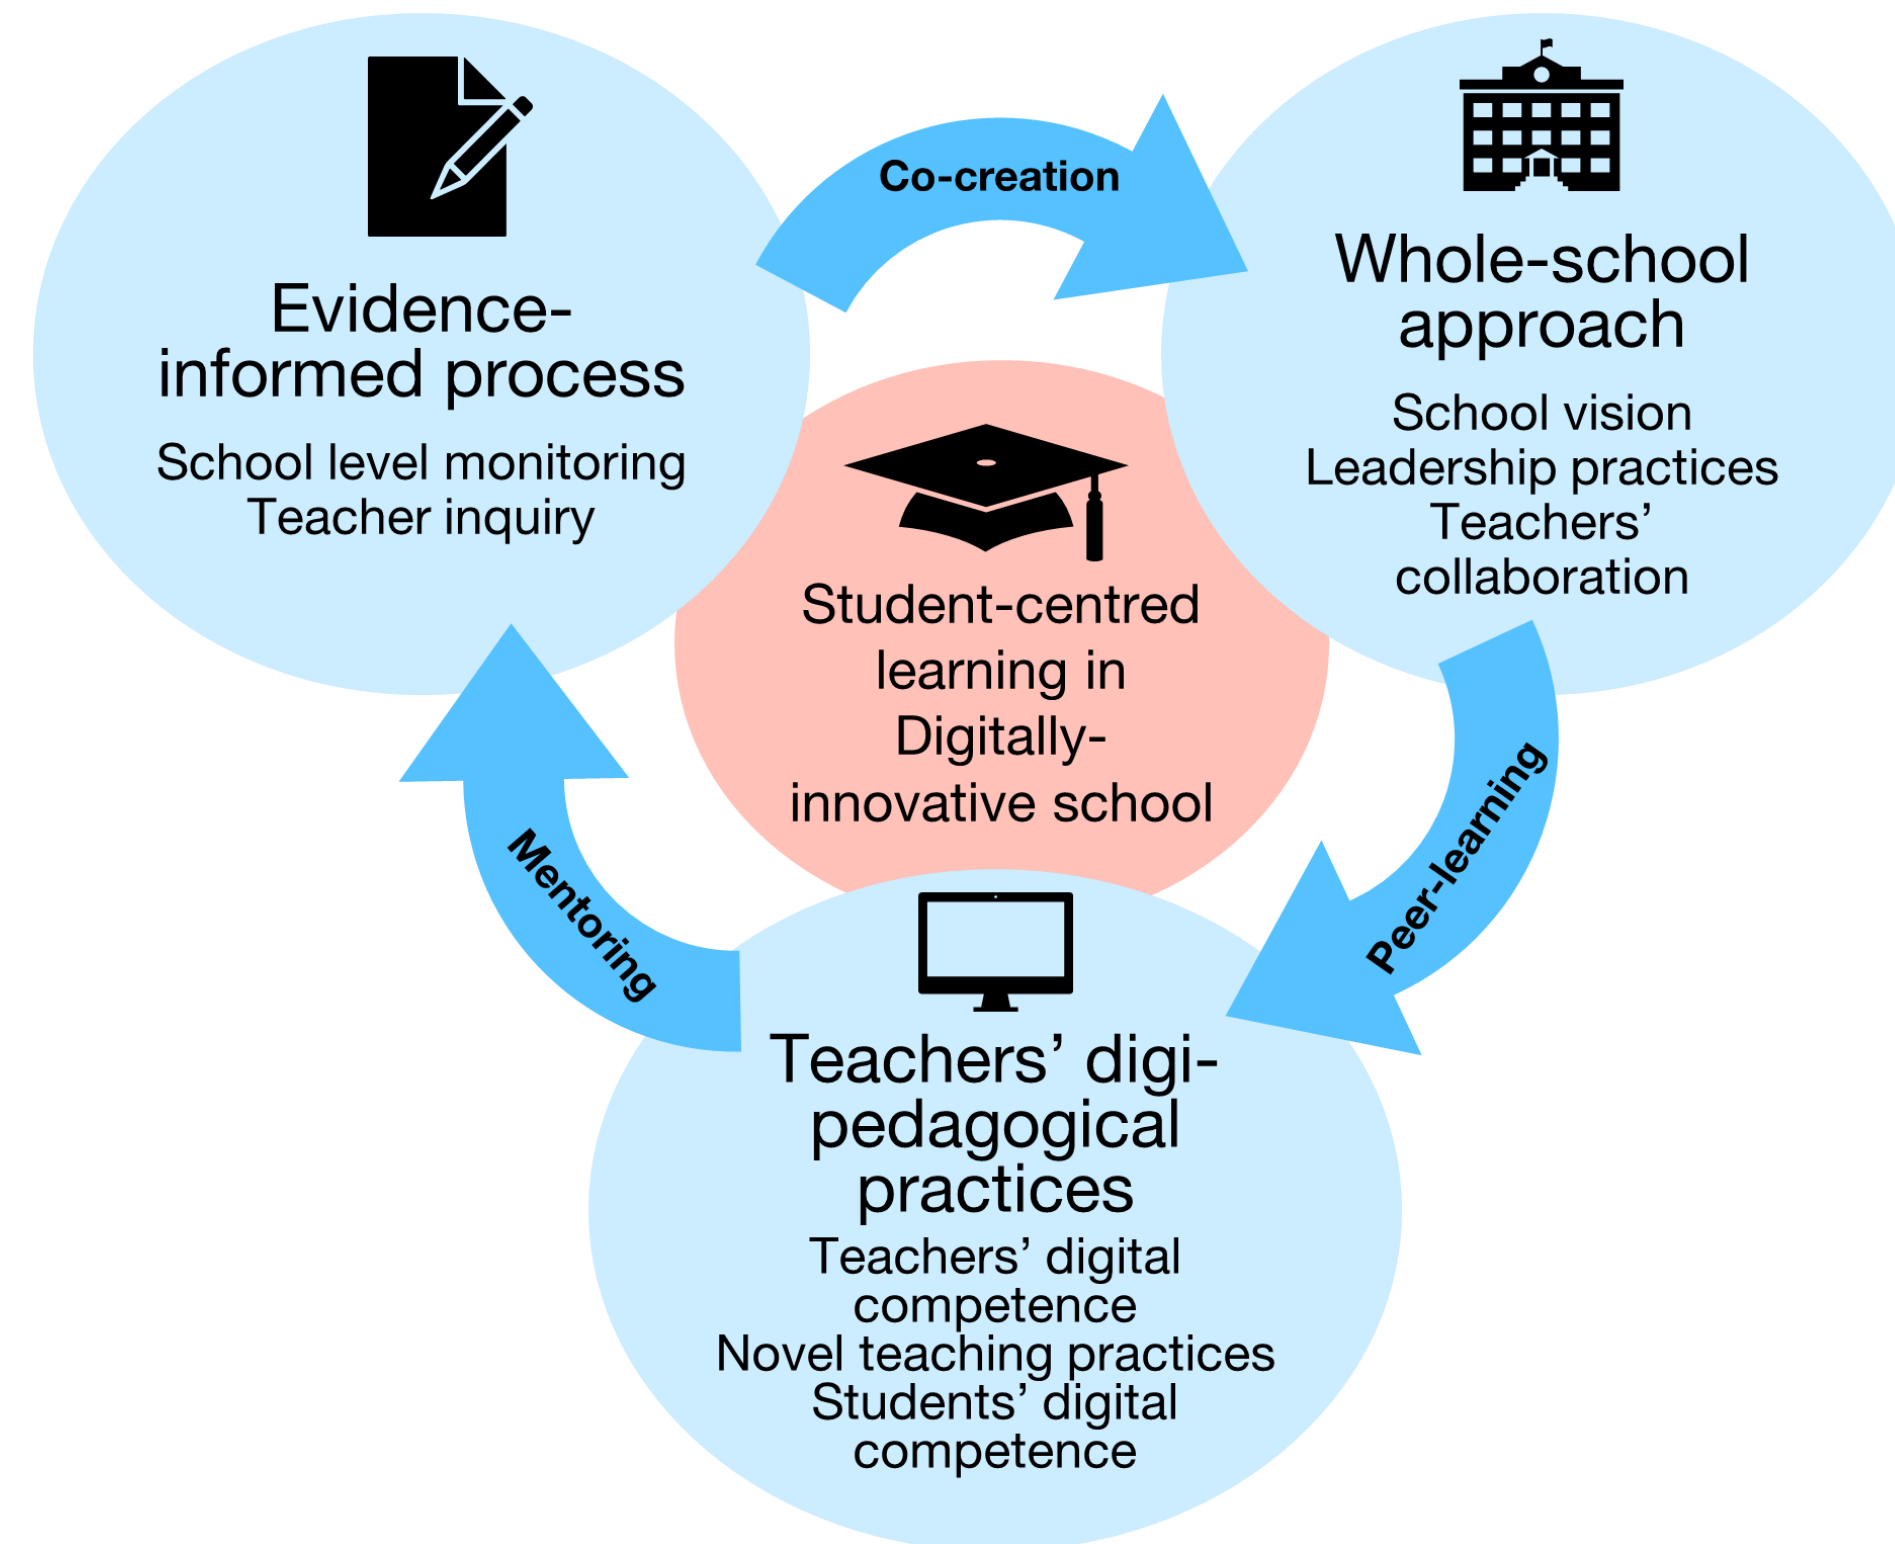 Evidence-
informed process
School level monitoring
Teacher inquiry
Co-creation
Whole-school
approach
School vision
Leadership practices
Teachers’
collaboration
Student-centred
learning in
Digitally-
innovative school
Peer-learning
Mentoring
Teachers’ digi-
pedagogical
practices
Teachers’ digital
competence
Novel teaching practices
Students’ digital
competence